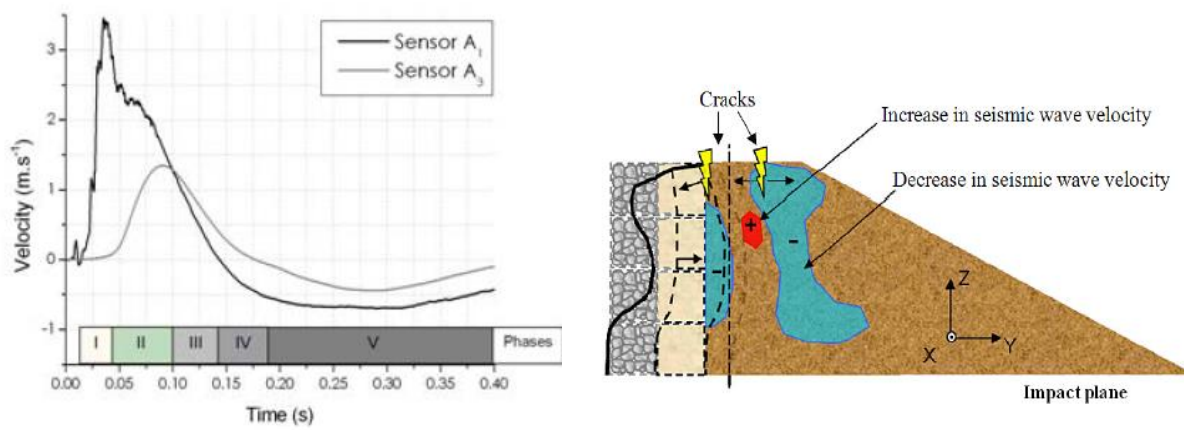 Velocity (m.s⁻¹)
3
2
1
0
-1
Sensor A₁
Sensor A₃
I II III IV V Phases
0.00 0.05 0.10 0.15 0.20 0.25 0.30 0.35 0.40
Time (s)
Cracks
Increase in seismic wave velocity
Decrease in seismic wave velocity
+
-
-
Z
X
Y
Impact plane